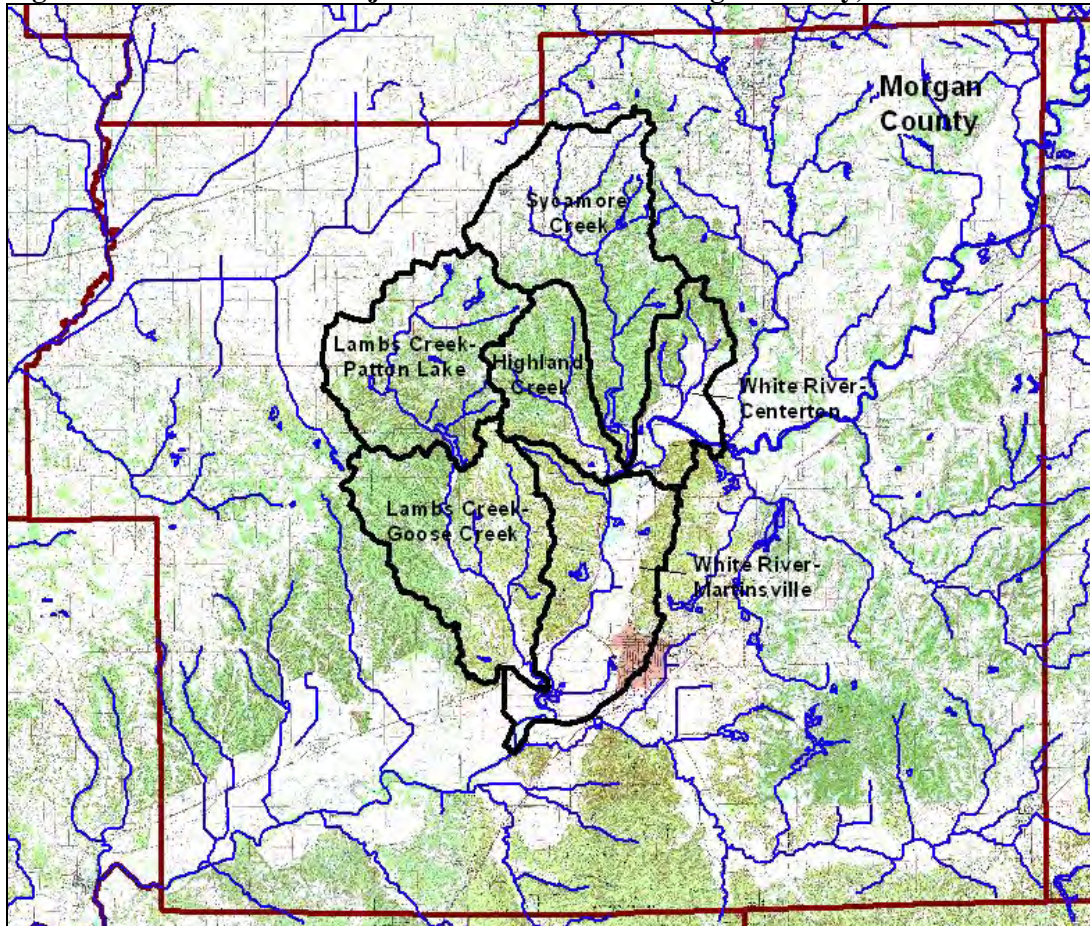 Morgan
County
Sycamore
Creek
Lambs Creek-
Patton Lake
Highland
Creek
White River-
Centerton
Lambs Creek-
Goose Creek
White River-
Martinsville